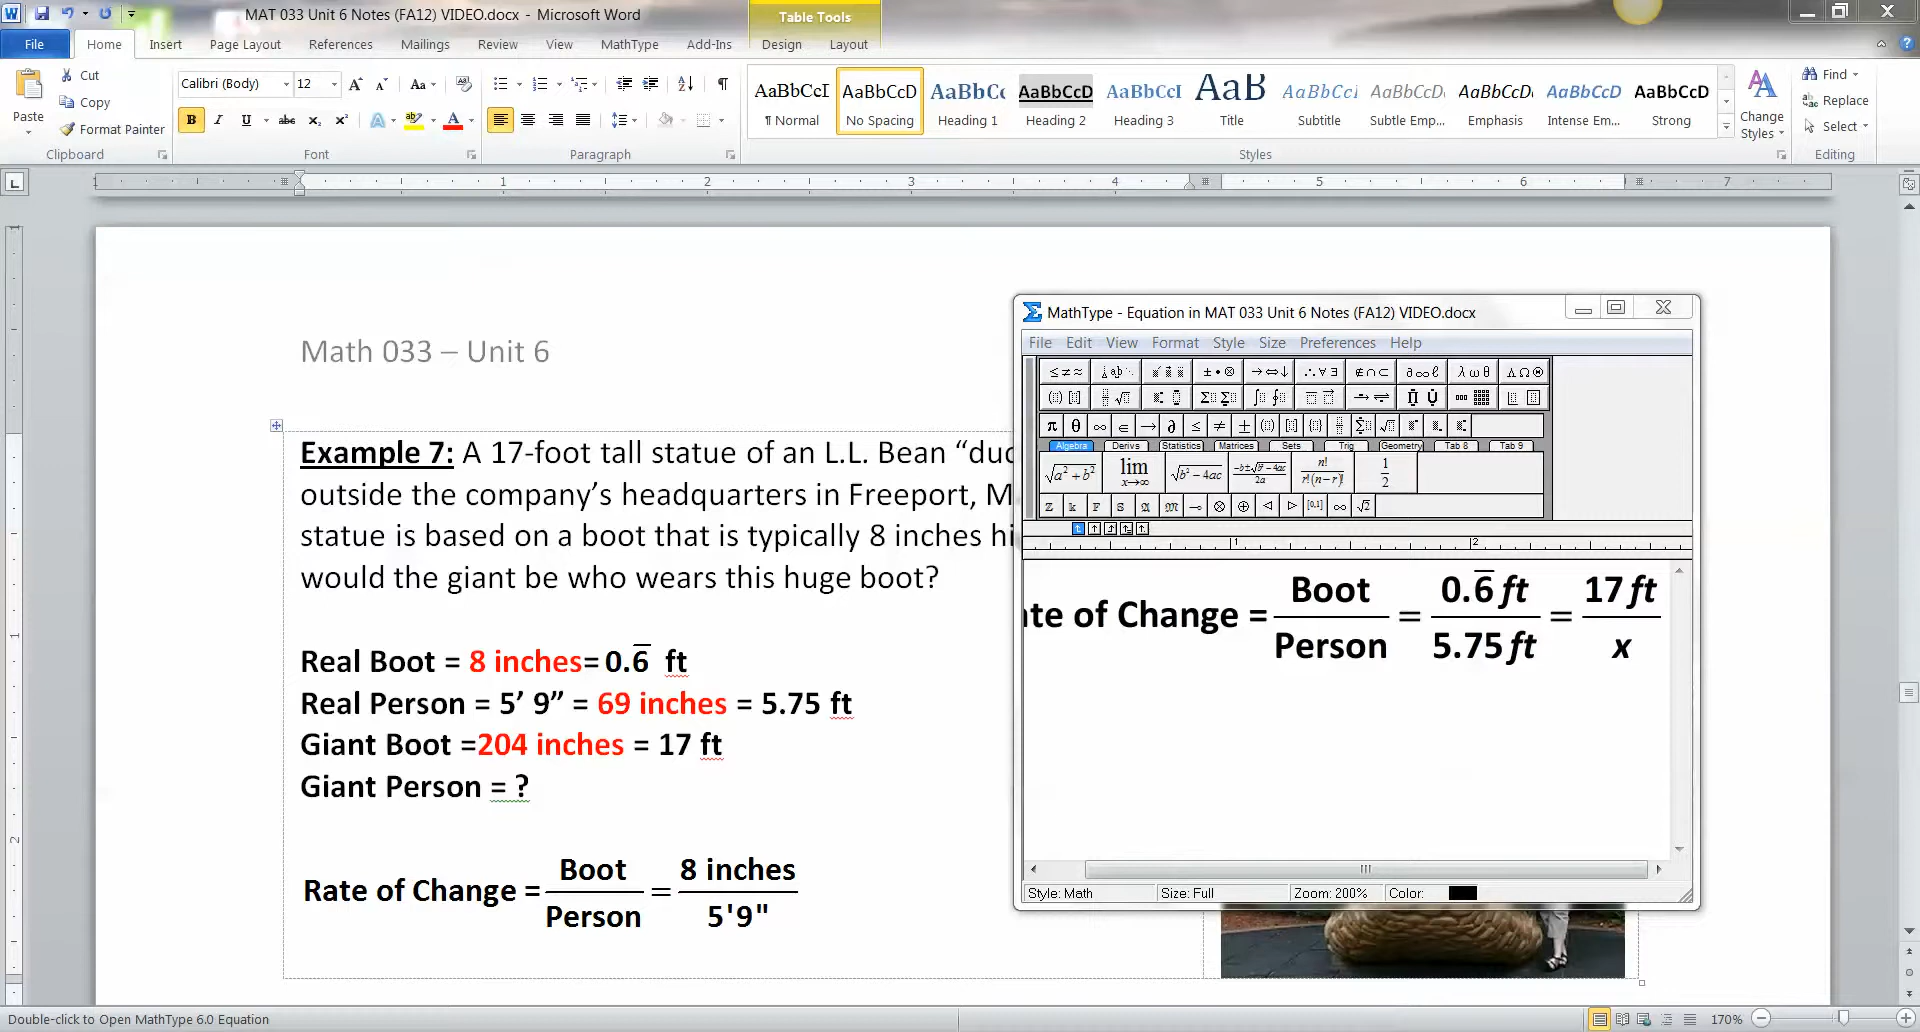 MAT 033 Unit 6 Notes (FA12) VIDEO.docx - Microsoft Word
Table Tools
File Home Insert Page Layout References Mailings Review View MathType Add-Ins Design Layout
Paste
Cut
Copy
Format Painter
Clipboard
Calibri (Body) 12
Font
Paragraph
AaBbCcI AaBbCcD AaBbCc AaBbCcD AaBbCcI AaB AaBbCcI AaBbCcD AaBbCcD AaBbCcD AaBbCcD
¶ Normal No Spacing Heading 1 Heading 2 Heading 3 Title Subtitle Subtle Emp... Emphasis Intense Em... Strong
Styles
Change Styles
Find
Replace
Select
Editing
1 1 2 3 4 5 6 7
Math 033 – Unit 6
Example 7: A 17-foot tall statue of an L.L. Bean “duc
outside the company’s headquarters in Freeport, M
statue is based on a boot that is typically 8 inches hi
would the giant be who wears this huge boot?
Real Boot = 8 inches= 0.6̅ ft
Real Person = 5’ 9” = 69 inches = 5.75 ft
Giant Boot =204 inches = 17 ft
Giant Person = ?
Rate of Change = Boot/Person = 8 inches/5'9"
MathType - Equation in MAT 033 Unit 6 Notes (FA12) VIDEO.docx
File Edit View Format Style Size Preferences Help
Algebra Derivs Statistics Matrices Sets Trig Geometry Tab 8 Tab 9
1 2
ate of Change = Boot/Person = 0.6̅ ft/5.75 ft = 17 ft/x
Style: Math Size: Full Zoom: 200% Color:
Double-click to Open MathType 6.0 Equation
170%